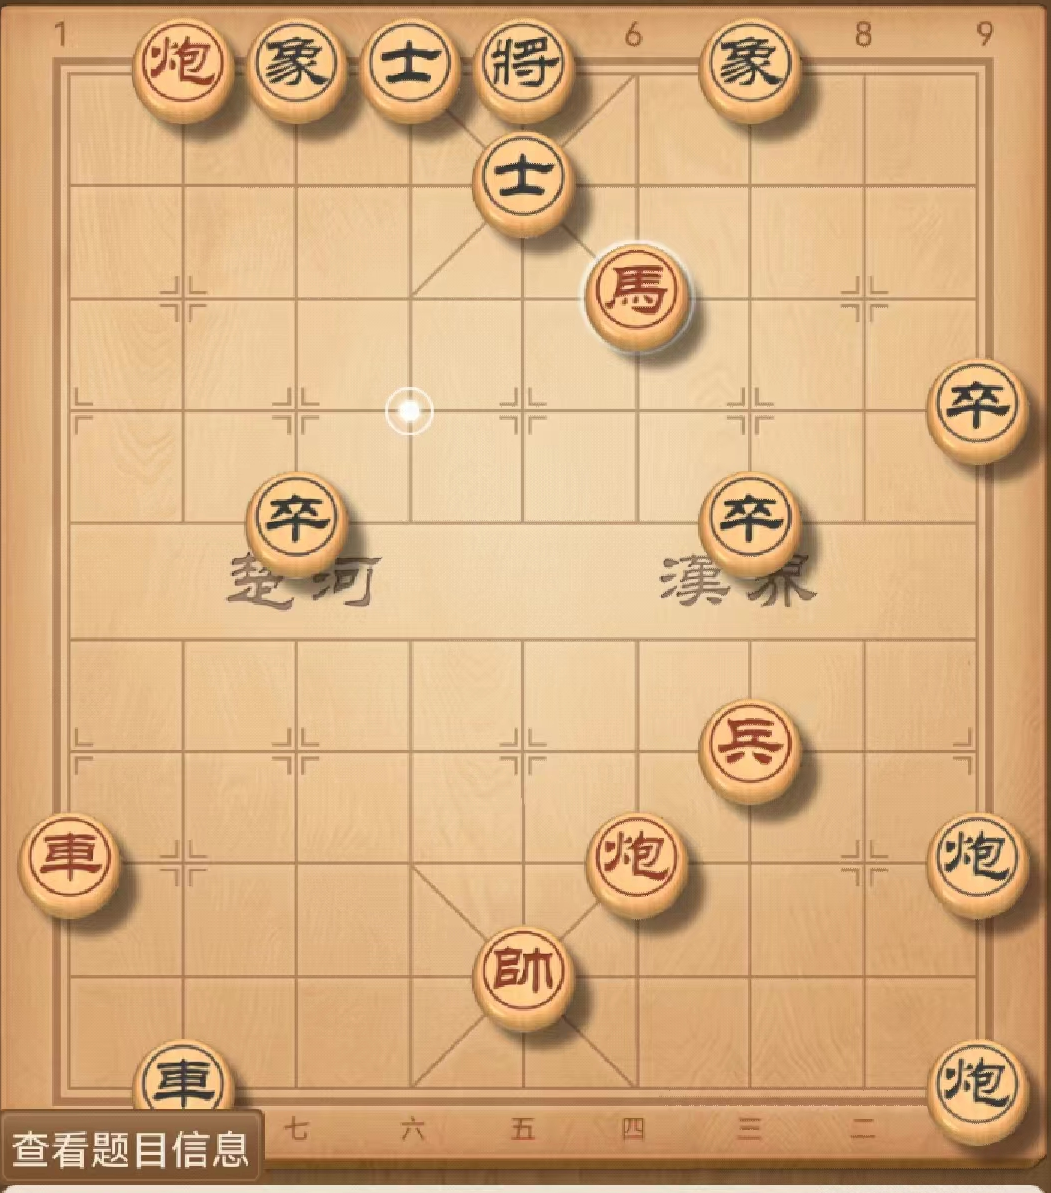 1 6 8 9
炮 象 士 將 象
士
馬
卒
卒 卒
楚河 漢界
兵
車 炮 炮
帥
車 炮
七 六 五 四 三 二
查看题目信息